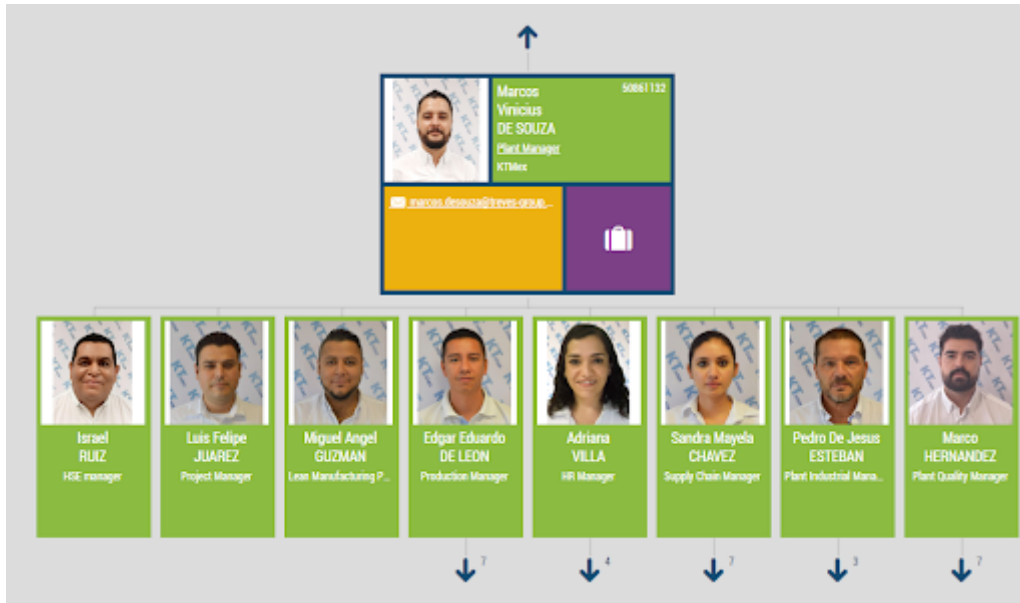 Marcos
50861132
Vinicius
DE SOUZA
Plant Manager
KTMex
marcos.desouza@treves-group....
Israel
RUIZ
HSE manager
Luis Felipe
JUAREZ
Project Manager
Miguel Angel
GUZMAN
Lean Manufacturing P...
Edgar Eduardo
DE LEON
Production Manager
Adriana
VILLA
HR Manager
Sandra Mayela
CHAVEZ
Supply Chain Manager
Pedro De Jesus
ESTEBAN
Plant Industrial Mana...
Marco
HERNANDEZ
Plant Quality Manager
7
4
7
3
7